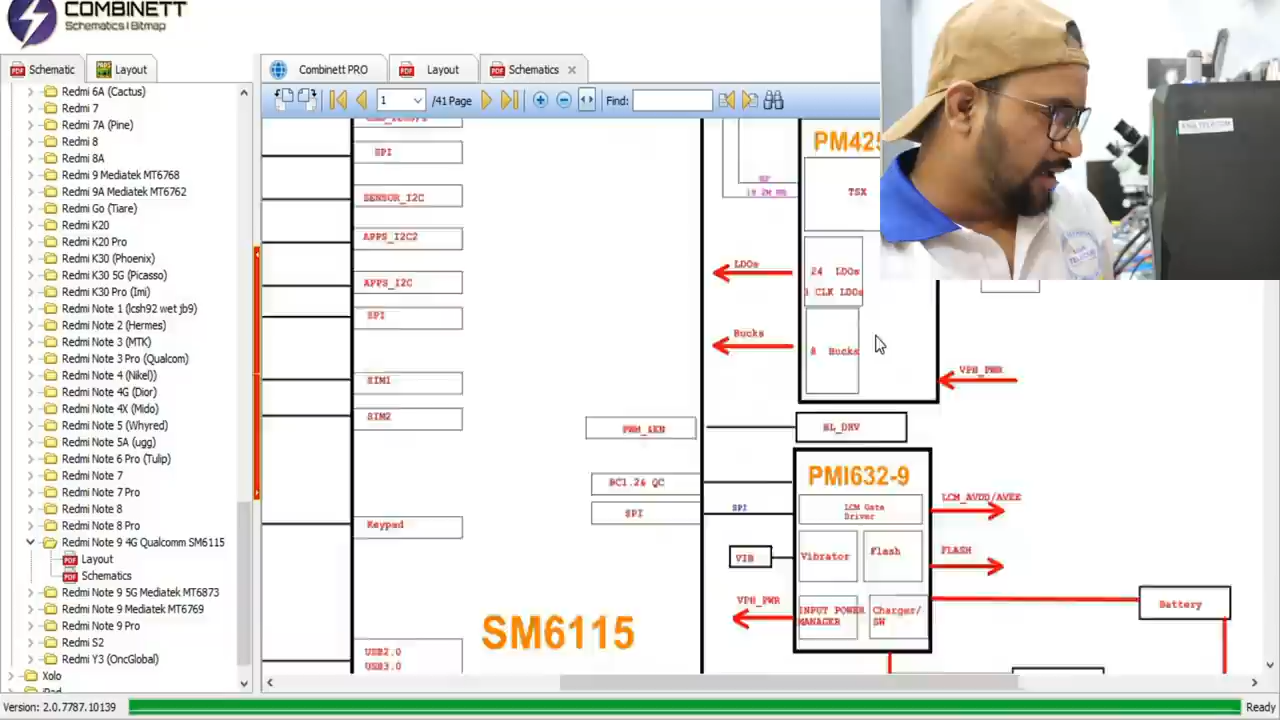 COMBINETT
Schematics | Bitmap
Schematic
Layout
Combinett PRO
Layout
Schematics
1
/41 Page
Find:
Redmi 6A (Cactus)
Redmi 7
Redmi 7A (Pine)
Redmi 8
Redmi 8A
Redmi 9 Mediatek MT6768
Redmi 9A Mediatek MT6762
Redmi Go (Tiare)
Redmi K20
Redmi K20 Pro
Redmi K30 (Phoenix)
Redmi K30 5G (Picasso)
Redmi K30 Pro (Imi)
Redmi Note 1 (lcsh92 wet jb9)
Redmi Note 2 (Hermes)
Redmi Note 3 (MTK)
Redmi Note 3 Pro (Qualcom)
Redmi Note 4 (Nikel))
Redmi Note 4G (Dior)
Redmi Note 4X (Mido)
Redmi Note 5 (Whyred)
Redmi Note 5A (ugg)
Redmi Note 6 Pro (Tulip)
Redmi Note 7
Redmi Note 7 Pro
Redmi Note 8
Redmi Note 8 Pro
Redmi Note 9 4G Qualcomm SM6115
Layout
Schematics
Redmi Note 9 5G Mediatek MT6873
Redmi Note 9 Mediatek MT6769
Redmi Note 9 Pro
Redmi S2
Redmi Y3 (OncGlobal)
Xolo
SPI
SENSOR_I2C
APPS_I2C2
APPS_I2C
SPI
SIM1
SIM2
Keypad
USB2.0
USB3.0
SM6115
PM425
TSX
LDOs
24 LDOs
CLK LDOs
Bucks
8 Bucks
VPH_PWR
BL_DRV
BC1.26 QC
SPI
SPI
PMI632-9
LCM Gate
Driver
LCM_AVDD/AVEE
VIB
Vibrator
Flash
FLASH
VPH_PWR
INPUT POWER
MANAGER
Charger/
SW
Battery
Version: 2.0.7787.10139
Ready